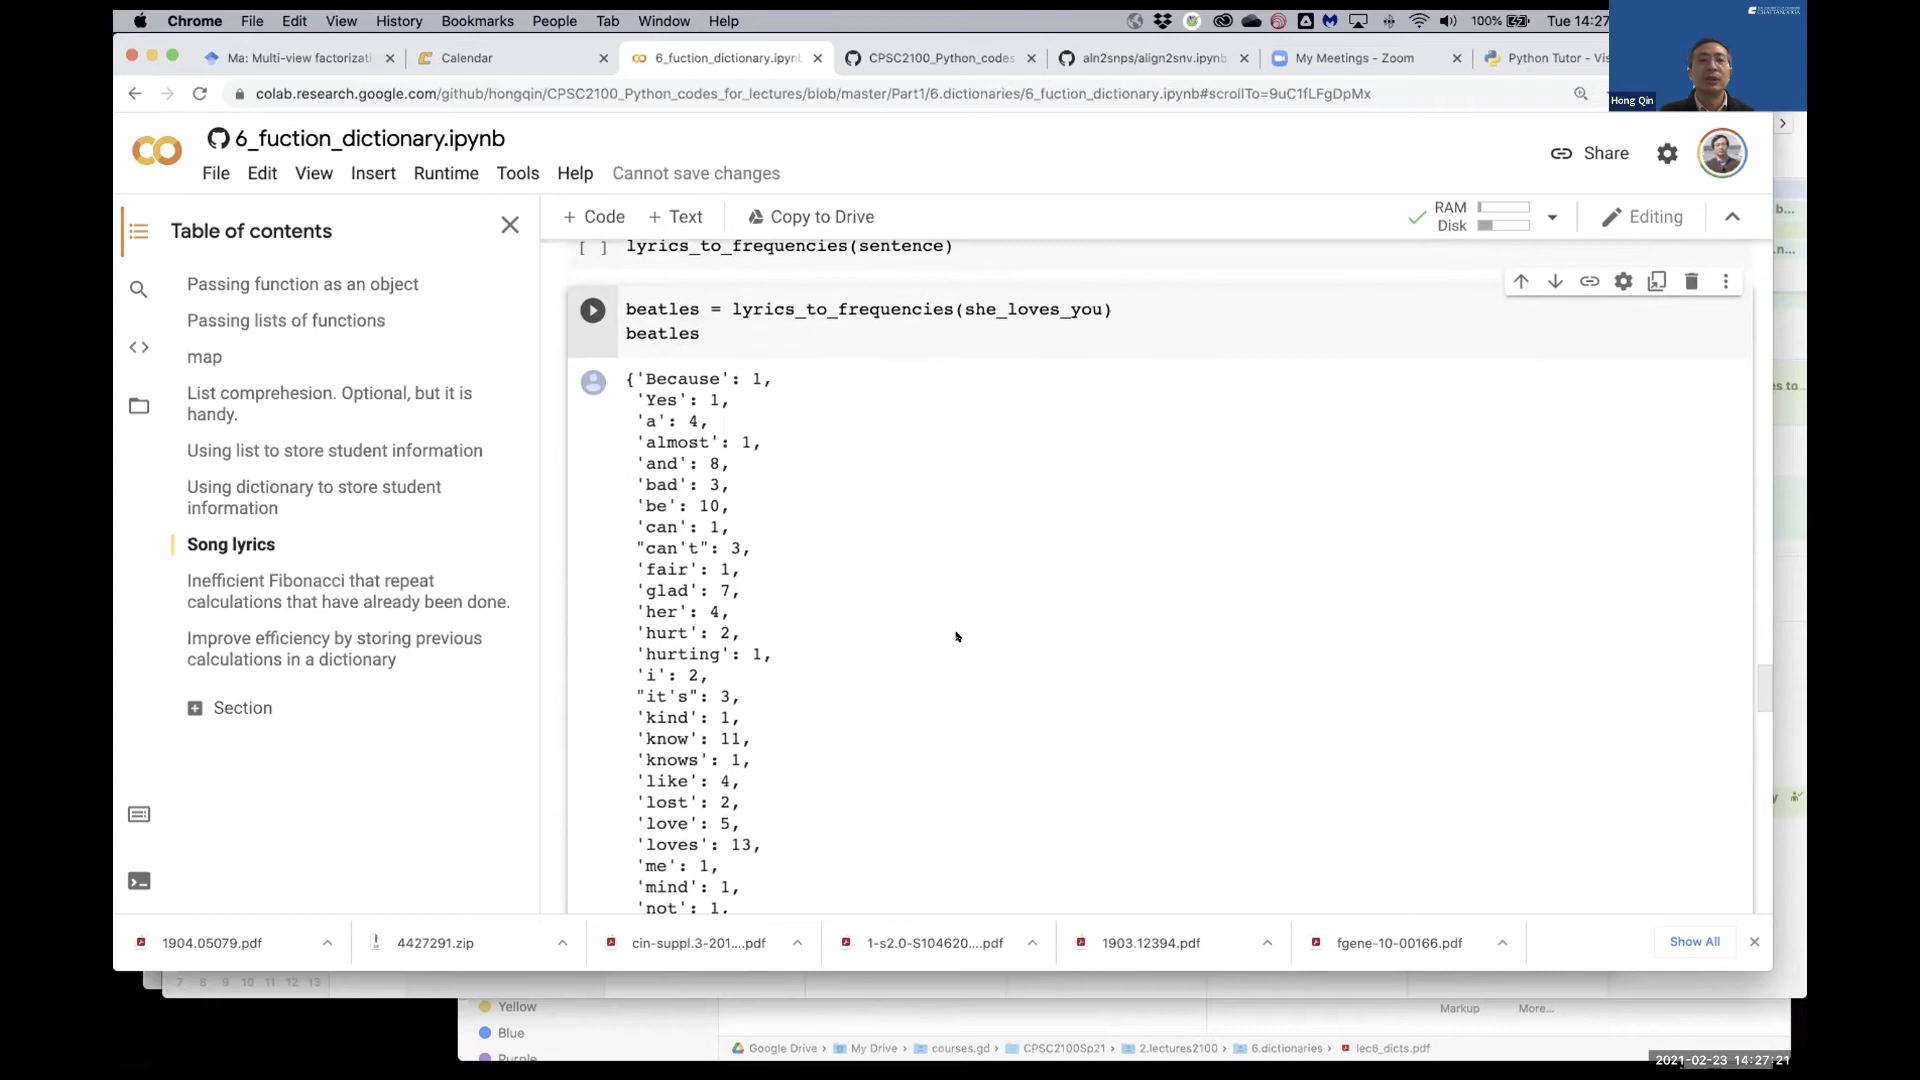 Chrome File Edit View History Bookmarks People Tab Window Help 100% Tue 14:27
Ma: Multi-view factorizati Calendar 6_fuction_dictionary.ipynb CPSC2100_Python_codes aln2snps/align2snv.ipynb My Meetings - Zoom Python Tutor - Vis
colab.research.google.com/github/hongqin/CPSC2100_Python_codes_for_lectures/blob/master/Part1/6.dictionaries/6_fuction_dictionary.ipynb#scrollTo=9uC1fLFgDpMx
Hong Qin
CHATTANOOGA
6_fuction_dictionary.ipynb
Share
File Edit View Insert Runtime Tools Help Cannot save changes
+ Code + Text Copy to Drive
RAM
Disk
Editing
Table of contents
Passing function as an object
Passing lists of functions
map
List comprehesion. Optional, but it is
handy.
Using list to store student information
Using dictionary to store student
information
Song lyrics
Inefficient Fibonacci that repeat
calculations that have already been done.
Improve efficiency by storing previous
calculations in a dictionary
Section
[ ] lyrics_to_frequencies(sentence)
beatles = lyrics_to_frequencies(she_loves_you)
beatles
{'Because': 1,
'Yes': 1,
'a': 4,
'almost': 1,
'and': 8,
'bad': 3,
'be': 10,
'can': 1,
"can't": 3,
'fair': 1,
'glad': 7,
'her': 4,
'hurt': 2,
'hurting': 1,
'i': 2,
"it's": 3,
'kind': 1,
'know': 11,
'knows': 1,
'like': 4,
'lost': 2,
'love': 5,
'loves': 13,
'me': 1,
'mind': 1,
'not': 1,
1904.05079.pdf 4427291.zip cin-suppl.3-201....pdf 1-s2.0-S104620....pdf 1903.12394.pdf fgene-10-00166.pdf Show All
7 8 9 10 11 12 13
Yellow
Blue
Purple
Markup More...
Google Drive › My Drive › courses.gd › CPSC2100Sp21 › 2.lectures2100 › 6.dictionaries › lec6_dicts.pdf
2021-02-23 14:27:21